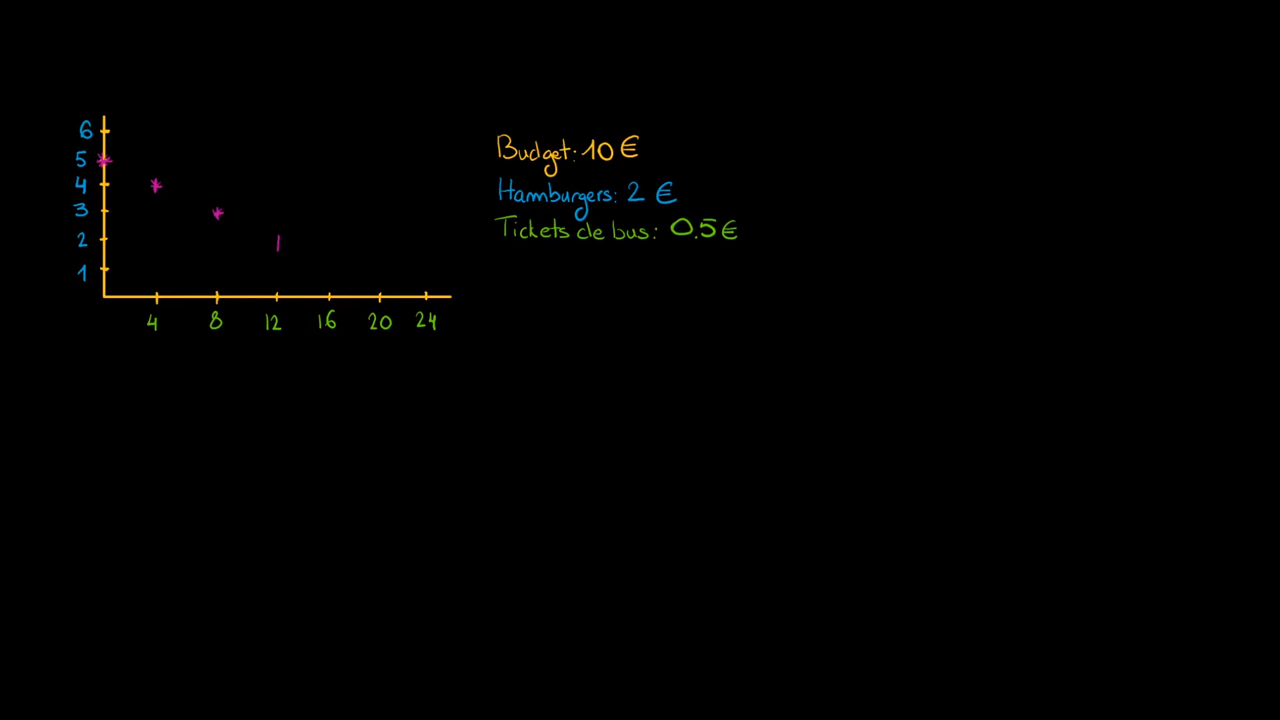 6
5
4
3
2
1
4 8 12 16 20 24
Budget: 10 €
Hamburgers: 2 €
Tickets de bus: 0.5 €